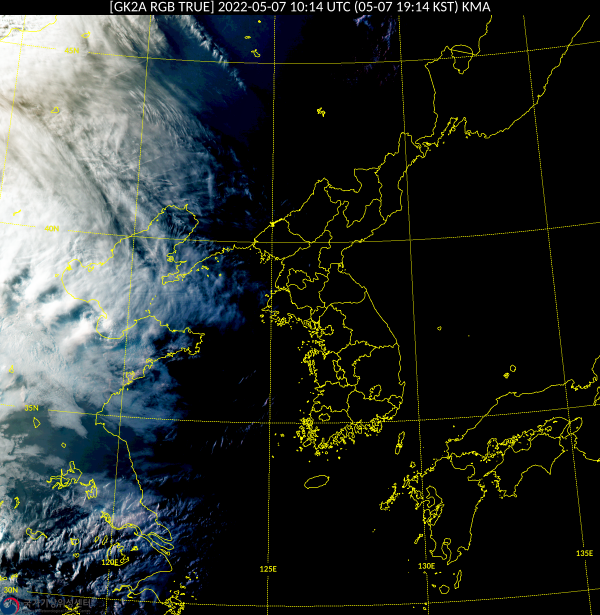 [GK2A RGB TRUE] 2022-05-07 10:14 UTC (05-07 19:14 KST) KMA
40N
35N
135E
120E
125E
130E
30N